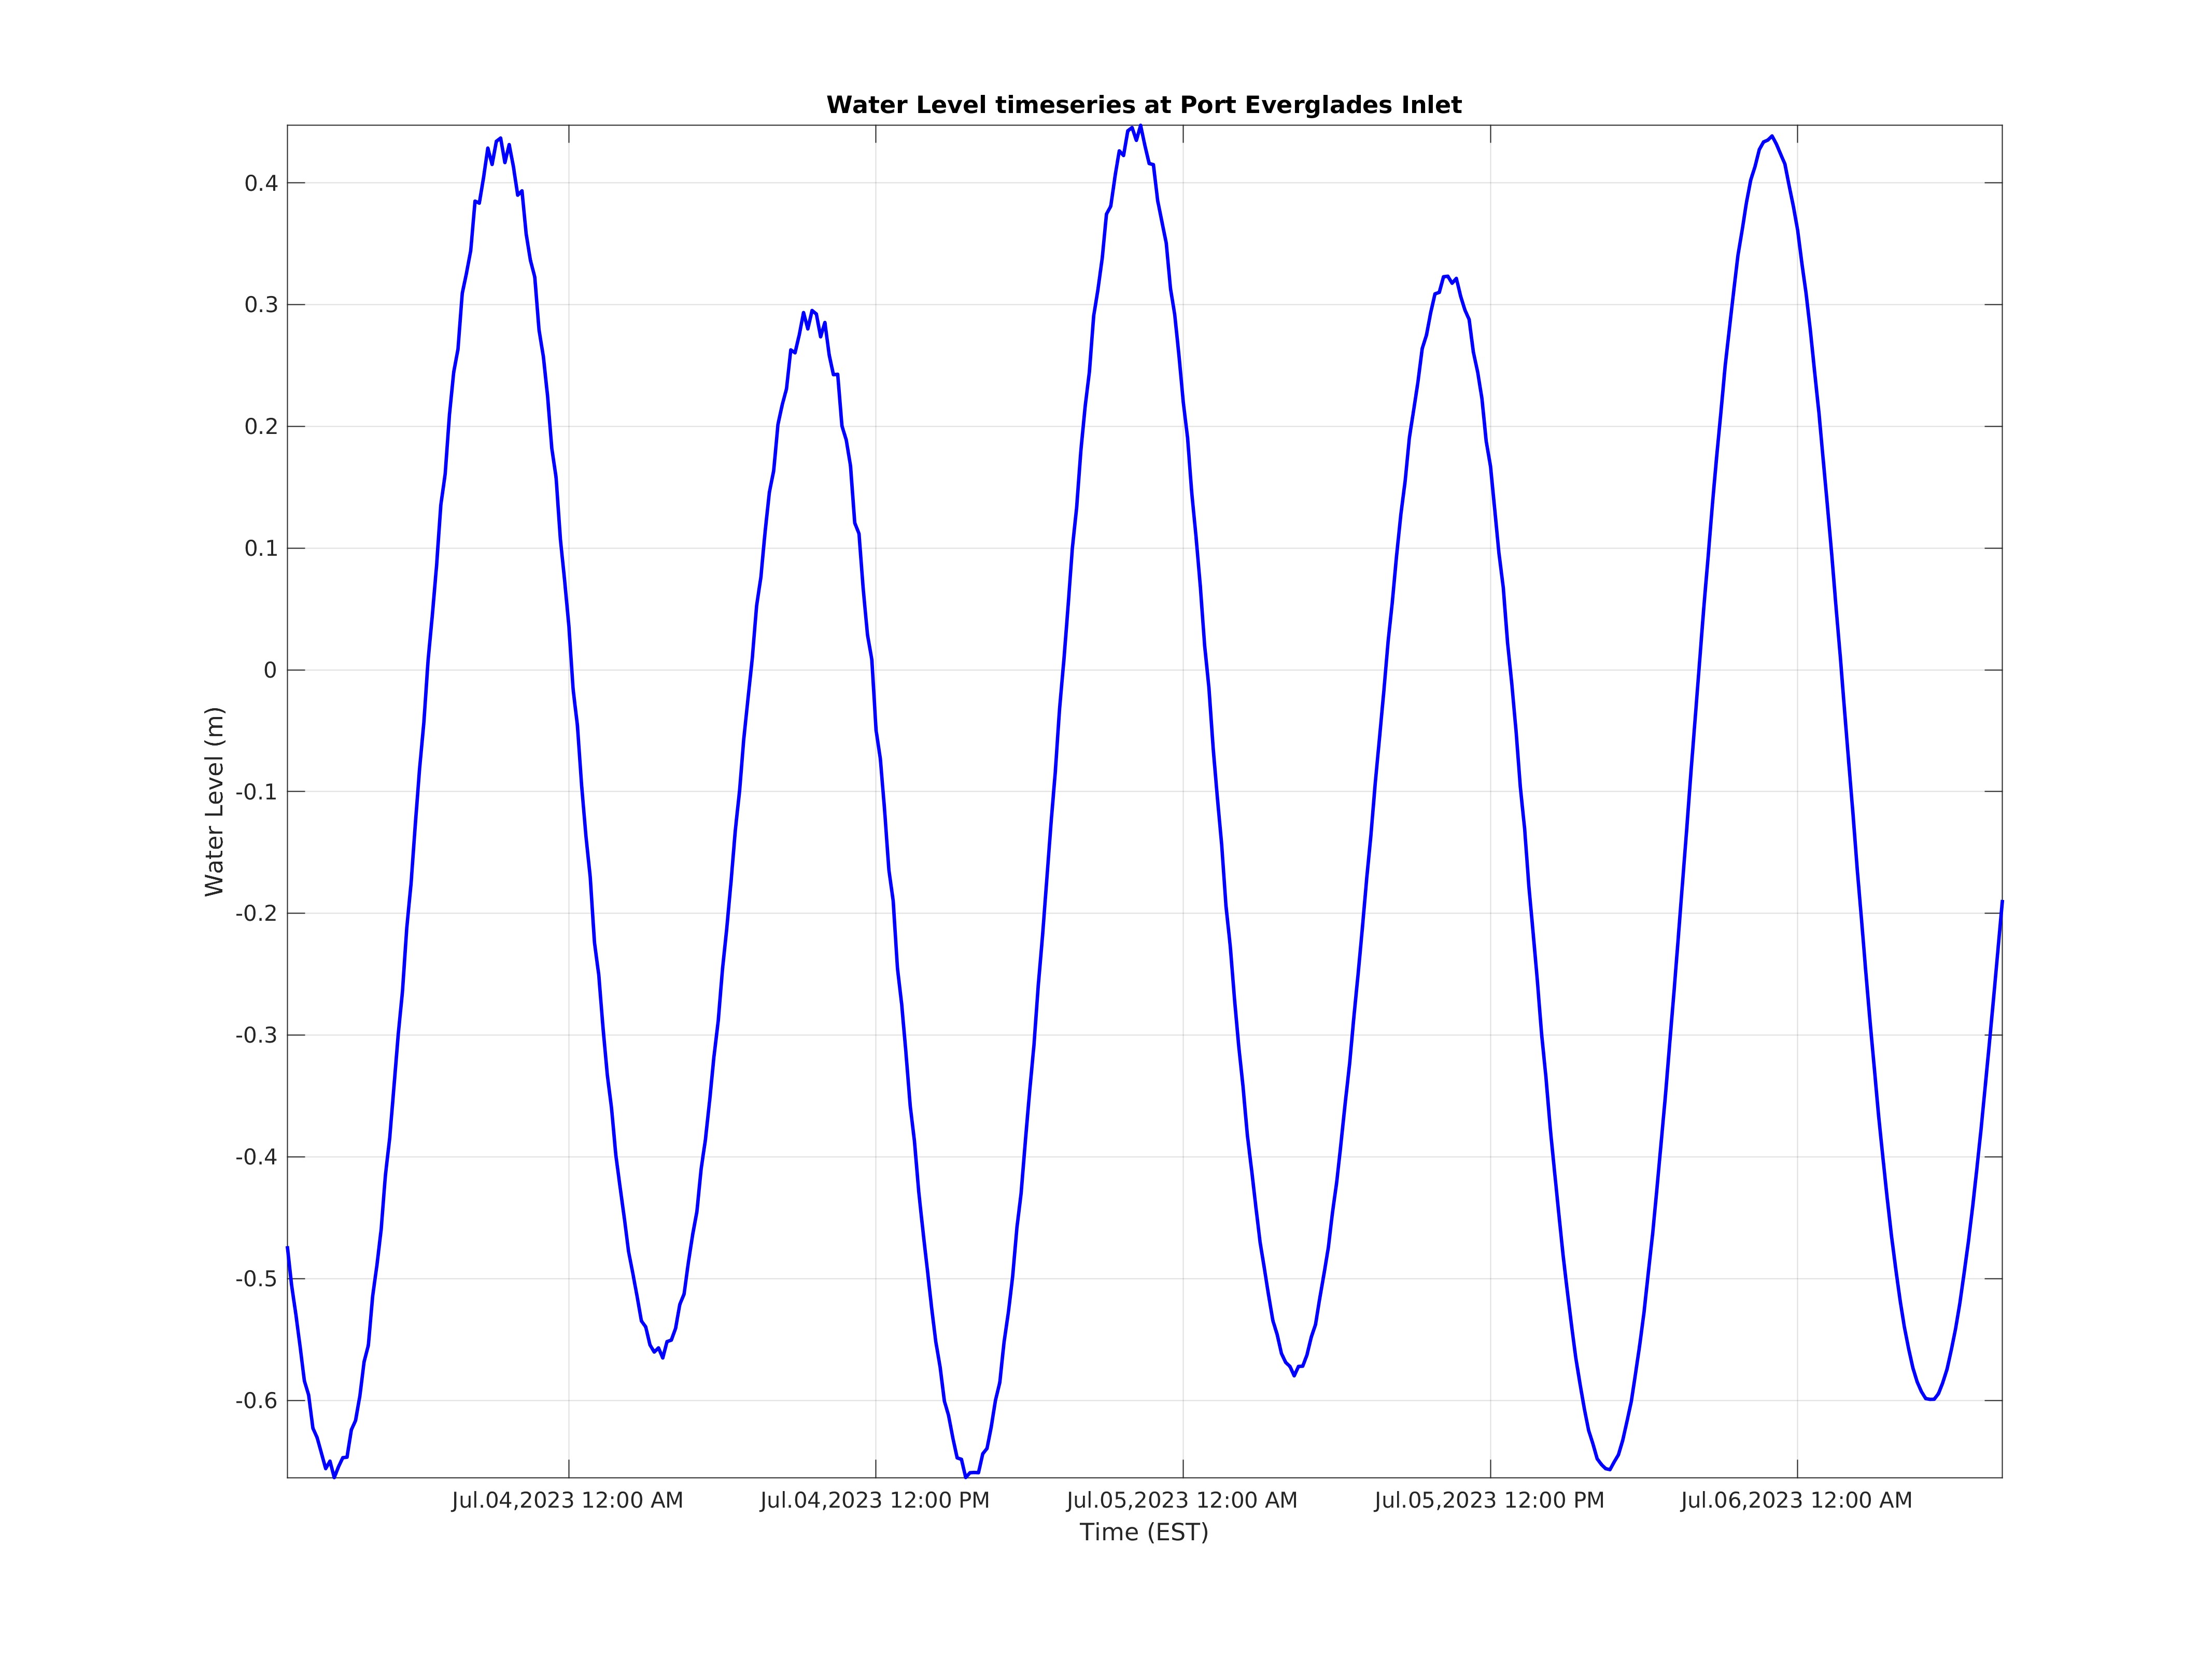 Water Level timeseries at Port Everglades Inlet
0.4
0.3
0.2
0.1
0
-0.1
-0.2
-0.3
-0.4
-0.5
-0.6
Water Level (m)
Jul.04,2023 12:00 AM
Jul.04,2023 12:00 PM
Jul.05,2023 12:00 AM
Jul.05,2023 12:00 PM
Jul.06,2023 12:00 AM
Time (EST)